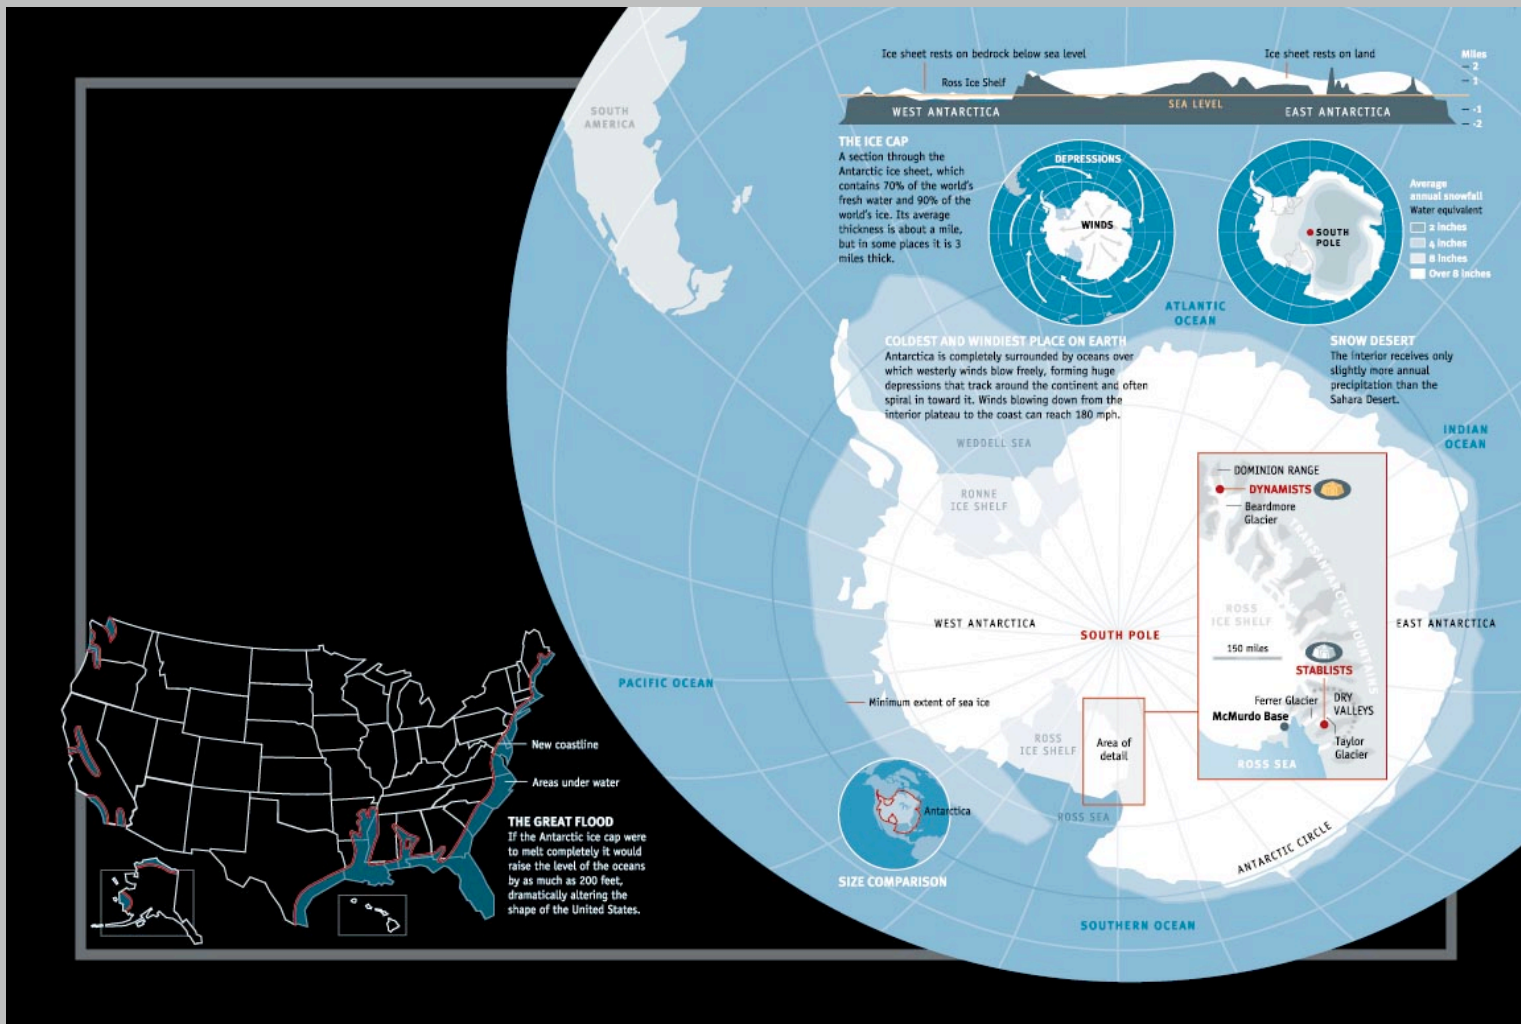 SOUTH
AMERICA
Ice sheet rests on bedrock below sea level
Ice sheet rests on land
Miles
2
1
-1
-2
Ross Ice Shelf
SEA LEVEL
WEST ANTARCTICA
EAST ANTARCTICA
THE ICE CAP
A section through the
Antarctic ice sheet, which
contains 70% of the world's
fresh water and 90% of the
world's ice. Its average
thickness is about a mile,
but in some places it is 3
miles thick.
DEPRESSIONS
WINDS
SOUTH
POLE
Average
annual snowfall
Water equivalent
2 inches
4 inches
8 inches
Over 8 inches
ATLANTIC
OCEAN
COLDEST AND WINDIEST PLACE ON EARTH
Antarctica is completely surrounded by oceans over
which westerly winds blow freely, forming huge
depressions that track around the continent and often
spiral in toward it. Winds blowing down from the
interior plateau to the coast can reach 180 mph.
SNOW DESERT
The interior receives only
slightly more annual
precipitation than the
Sahara Desert.
INDIAN
OCEAN
WEDDELL SEA
RONNE
ICE SHELF
DOMINION RANGE
DYNAMISTS
Beardmore
Glacier
TRANSANTARCTIC MOUNTAINS
ROSS
ICE SHELF
150 miles
STABLISTS
Ferrer Glacier
DRY
VALLEYS
McMurdo Base
Taylor
Glacier
ROSS SEA
WEST ANTARCTICA
SOUTH POLE
EAST ANTARCTICA
PACIFIC OCEAN
Minimum extent of sea ice
ROSS
ICE SHELF
Area of
detail
ROSS SEA
Antarctica
SIZE COMPARISON
ANTARCTIC CIRCLE
SOUTHERN OCEAN
New coastline
Areas under water
THE GREAT FLOOD
If the Antarctic ice cap were
to melt completely it would
raise the level of the oceans
by as much as 200 feet,
dramatically altering the
shape of the United States.